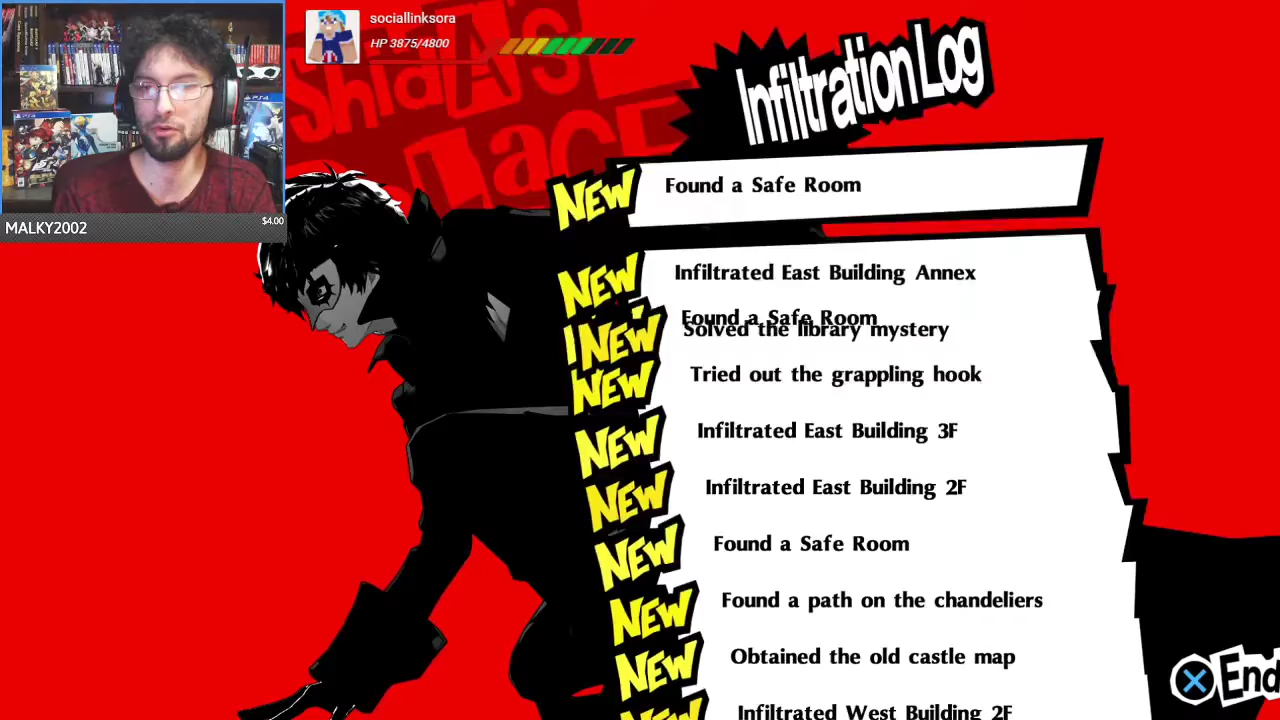 sociallinksora
HP 3875/4800
MALKY2002
$4.00
Infiltration Log
NEW Found a Safe Room
NEW Infiltrated East Building Annex
Found a Safe Room
NEW Solved the library mystery
NEW Tried out the grappling hook
NEW Infiltrated East Building 3F
NEW Infiltrated East Building 2F
NEW Found a Safe Room
NEW Found a path on the chandeliers
NEW Obtained the old castle map
NEW Infiltrated West Building 2F
End